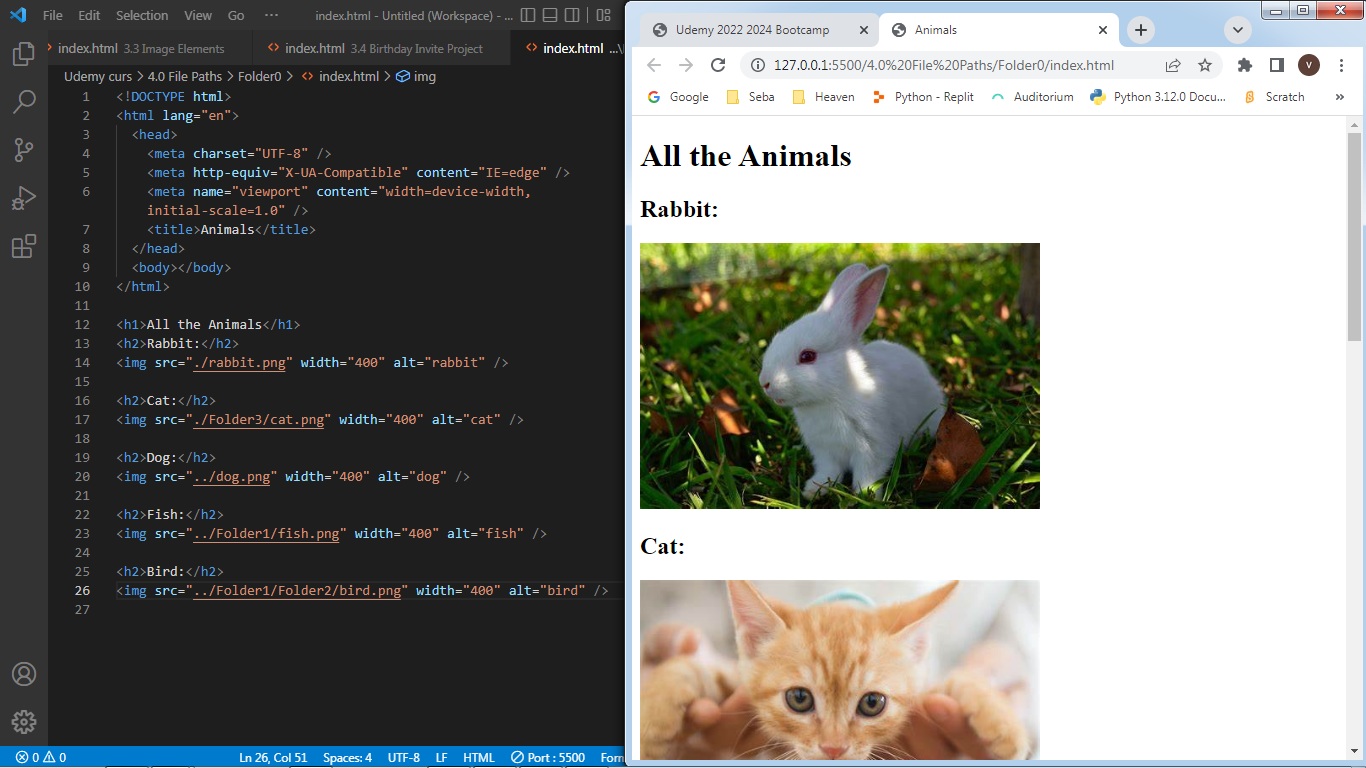 File Edit Selection View Go ··· index.html - Untitled (Workspace) - ...
index.html 3.3 Image Elements index.html 3.4 Birthday Invite Project index.html ...\
Udemy curs > 4.0 File Paths > Folder0 > index.html > img
1 <!DOCTYPE html>
2 <html lang="en">
3 <head>
4 <meta charset="UTF-8" />
5 <meta http-equiv="X-UA-Compatible" content="IE=edge" />
6 <meta name="viewport" content="width=device-width,
initial-scale=1.0" />
7 <title>Animals</title>
8 </head>
9 <body></body>
10 </html>
11
12 <h1>All the Animals</h1>
13 <h2>Rabbit:</h2>
14 <img src="./rabbit.png" width="400" alt="rabbit" />
15
16 <h2>Cat:</h2>
17 <img src="./Folder3/cat.png" width="400" alt="cat" />
18
19 <h2>Dog:</h2>
20 <img src="../dog.png" width="400" alt="dog" />
21
22 <h2>Fish:</h2>
23 <img src="../Folder1/fish.png" width="400" alt="fish" />
24
25 <h2>Bird:</h2>
26 <img src="../Folder1/Folder2/bird.png" width="400" alt="bird" />
27
0 0 Ln 26, Col 51 Spaces: 4 UTF-8 LF HTML Port : 5500 Form
Udemy 2022 2024 Bootcamp Animals
127.0.0.1:5500/4.0%20File%20Paths/Folder0/index.html V
Google Seba Heaven Python - Replit Auditorium Python 3.12.0 Docu... Scratch »
All the Animals
Rabbit:
Cat: